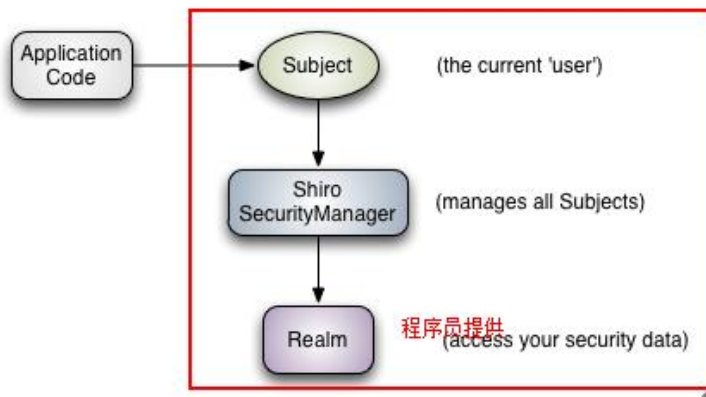 Application
Code
Subject
(the current 'user')
Shiro
SecurityManager
(manages all Subjects)
Realm
程序员提供
(access your security data)